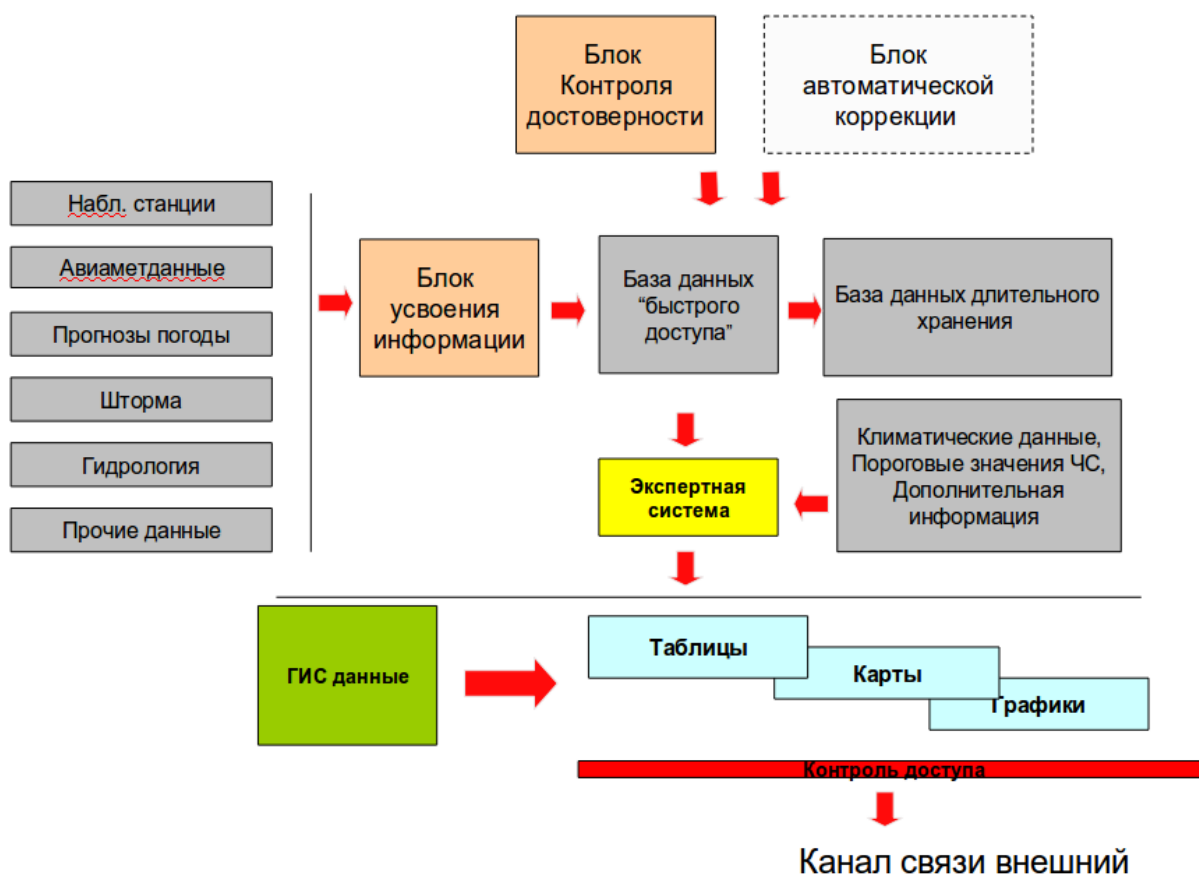 Блок
Контроля
достоверности
Блок
автоматической
коррекции
Набл. станции
Авиаметданные
Прогнозы погоды
Шторма
Гидрология
Прочие данные
Блок
усвоения
информации
База данных
“быстрого
доступа”
База данных длительного
хранения
Климатические данные,
Пороговые значения ЧС,
Дополнительная
информация
Экспертная
система
ГИС данные
Таблицы
Карты
Графики
Контроль доступа
Канал связи внешний